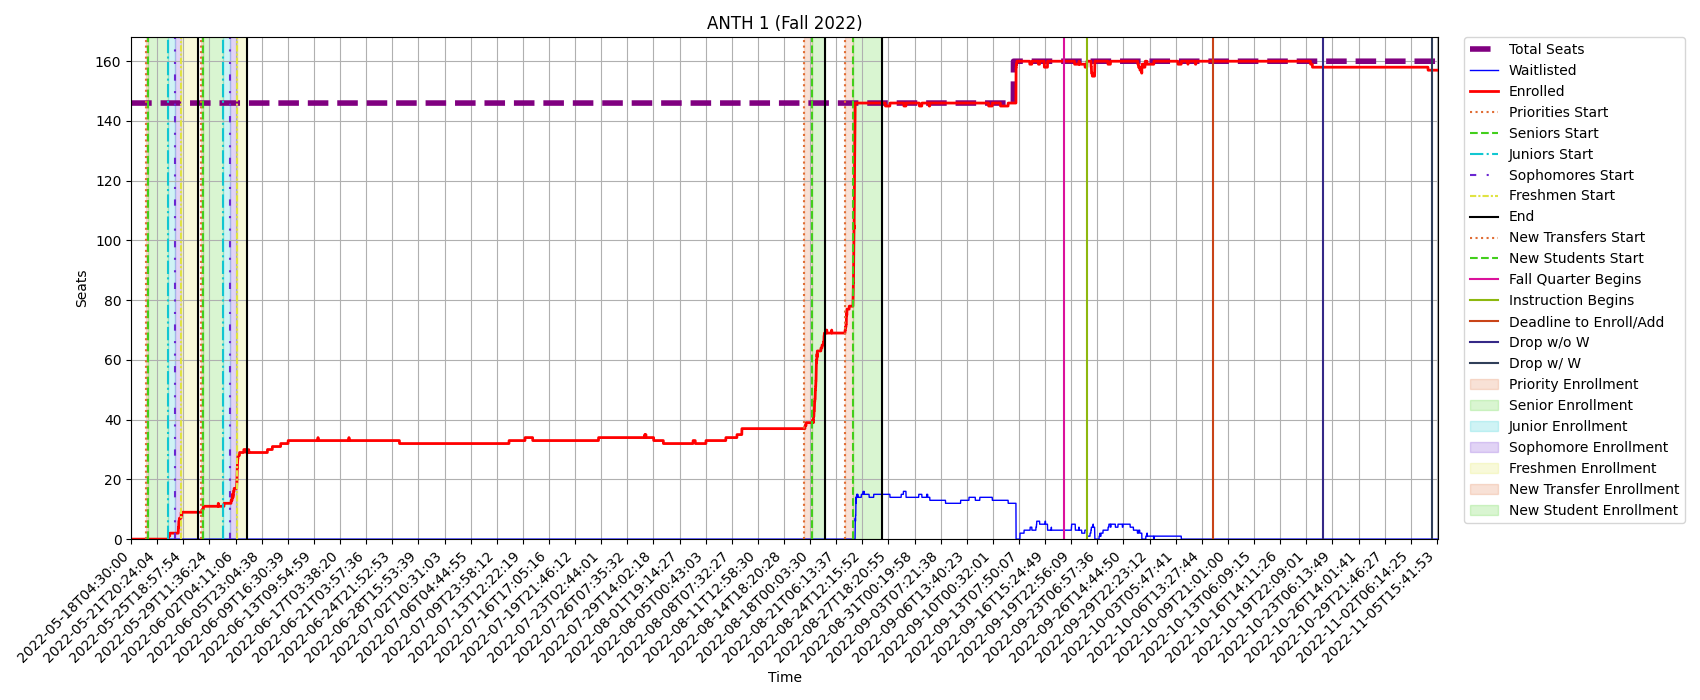 ANTH 1 (Fall 2022)
Seats
160
140
120
100
80
60
40
20
0
2022-05-18T04:30:00
2022-05-21T20:24:04
2022-05-25T18:57:54
2022-05-29T11:36:24
2022-06-02T04:11:06
2022-06-05T23:04:38
2022-06-09T16:30:39
2022-06-13T09:54:59
2022-06-17T03:38:20
2022-06-21T03:57:36
2022-06-24T21:52:53
2022-06-28T15:53:39
2022-07-02T10:31:03
2022-07-06T04:44:55
2022-07-09T23:58:12
2022-07-13T12:22:19
2022-07-16T17:05:16
2022-07-19T21:46:12
2022-07-23T02:44:01
2022-07-26T07:35:32
2022-07-29T14:02:18
2022-08-01T19:14:27
2022-08-05T00:43:03
2022-08-08T07:32:27
2022-08-11T12:58:30
2022-08-14T18:20:28
2022-08-18T00:03:30
2022-08-21T06:13:37
2022-08-24T12:15:52
2022-08-27T18:20:55
2022-08-31T00:19:58
2022-09-03T07:21:38
2022-09-06T13:40:23
2022-09-10T00:32:01
2022-09-13T07:50:07
2022-09-16T15:24:49
2022-09-19T22:56:09
2022-09-23T06:57:36
2022-09-26T14:44:50
2022-09-29T22:23:12
2022-10-03T05:47:41
2022-10-06T13:27:44
2022-10-09T21:01:00
2022-10-13T06:09:15
2022-10-16T14:11:26
2022-10-19T22:09:01
2022-10-23T06:13:49
2022-10-26T14:01:41
2022-10-29T21:46:27
2022-11-02T06:14:25
2022-11-05T15:41:53
Time
Total Seats
Waitlisted
Enrolled
Priorities Start
Seniors Start
Juniors Start
Sophomores Start
Freshmen Start
End
New Transfers Start
New Students Start
Fall Quarter Begins
Instruction Begins
Deadline to Enroll/Add
Drop w/o W
Drop w/ W
Priority Enrollment
Senior Enrollment
Junior Enrollment
Sophomore Enrollment
Freshmen Enrollment
New Transfer Enrollment
New Student Enrollment